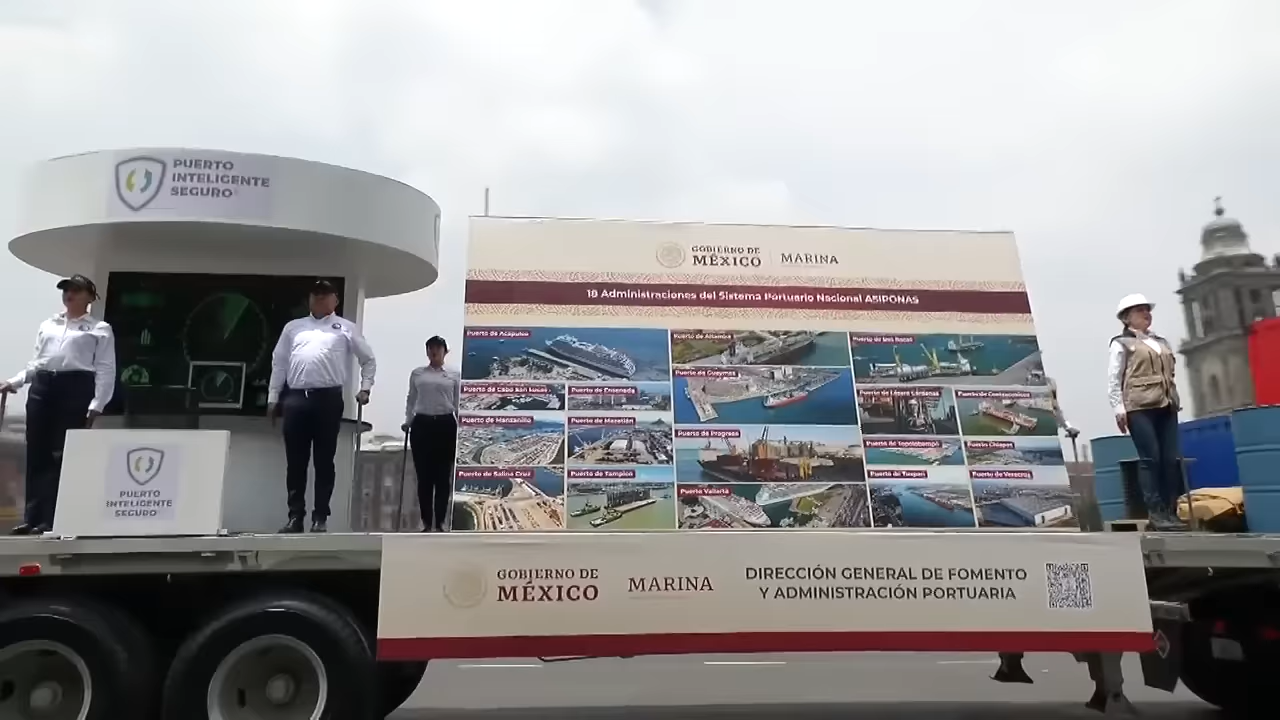 PUERTO
INTELIGENTE
SEGURO
GOBIERNO DE
MÉXICO
MARINA
18 Administraciones del Sistema Portuario Nacional ASIPONAS
Puerto de Acapulco
Puerto de Altamira
Puerto de Dos Bocas
Puerto de Guaymas
Puerto de Cabo San Lucas
Puerto de Ensenada
Puerto de Lázaro Cárdenas
Puerto de Coatzacoalcos
Puerto de Manzanillo
Puerto de Mazatlán
Puerto de Progreso
Puerto de Topolobampo
Puerto Chiapas
Puerto de Salina Cruz
Puerto de Tampico
Puerto Vallarta
Puerto de Tuxpan
Puerto de Veracruz
PUERTO
INTELIGENTE
SEGURO
GOBIERNO DE
MÉXICO
MARINA
DIRECCIÓN GENERAL DE FOMENTO
Y ADMINISTRACIÓN PORTUARIA